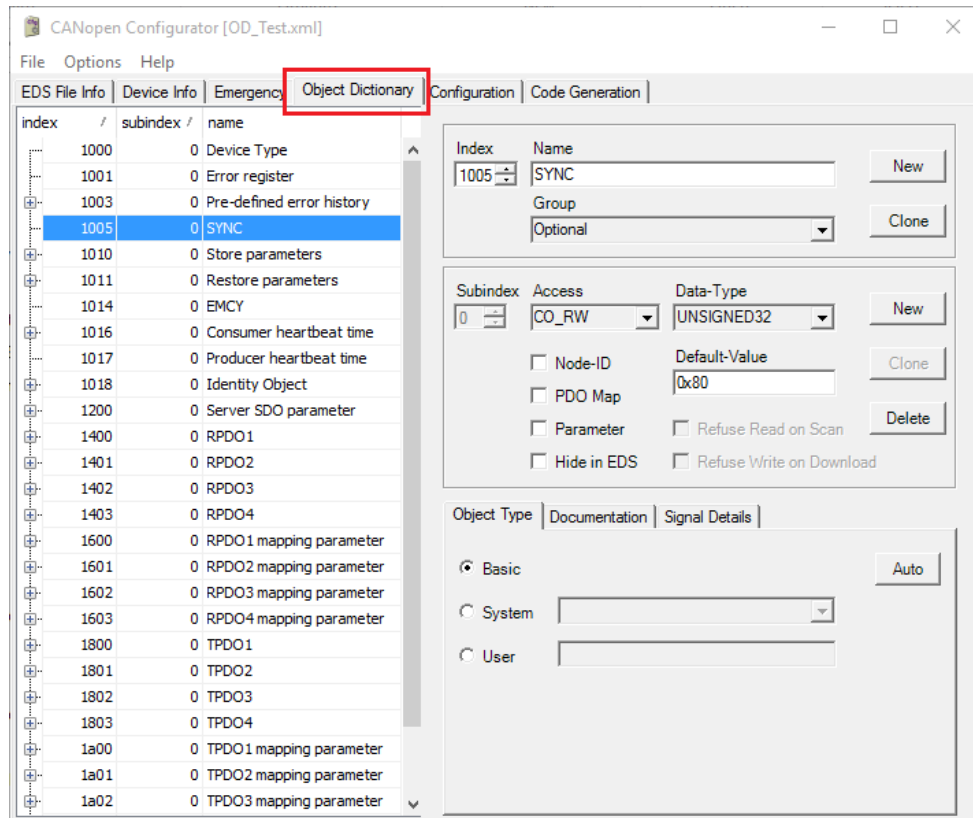 CANopen Configurator [OD_Test.xml]
File Options Help
EDS File Info Device Info Emergency Object Dictionary Configuration Code Generation
index / subindex / name
1000 0 Device Type
1001 0 Error register
1003 0 Pre-defined error history
1005 0 SYNC
1010 0 Store parameters
1011 0 Restore parameters
1014 0 EMCY
1016 0 Consumer heartbeat time
1017 0 Producer heartbeat time
1018 0 Identity Object
1200 0 Server SDO parameter
1400 0 RPDO1
1401 0 RPDO2
1402 0 RPDO3
1403 0 RPDO4
1600 0 RPDO1 mapping parameter
1601 0 RPDO2 mapping parameter
1602 0 RPDO3 mapping parameter
1603 0 RPDO4 mapping parameter
1800 0 TPDO1
1801 0 TPDO2
1802 0 TPDO3
1803 0 TPDO4
1a00 0 TPDO1 mapping parameter
1a01 0 TPDO2 mapping parameter
1a02 0 TPDO3 mapping parameter
Index Name
1005 SYNC New
Group
Optional Clone
Subindex Access Data-Type
0 CO_RW UNSIGNED32 New
Node-ID Default-Value Clone
0x80
PDO Map
Parameter Refuse Read on Scan Delete
Hide in EDS Refuse Write on Download
Object Type Documentation Signal Details
Basic Auto
System
User